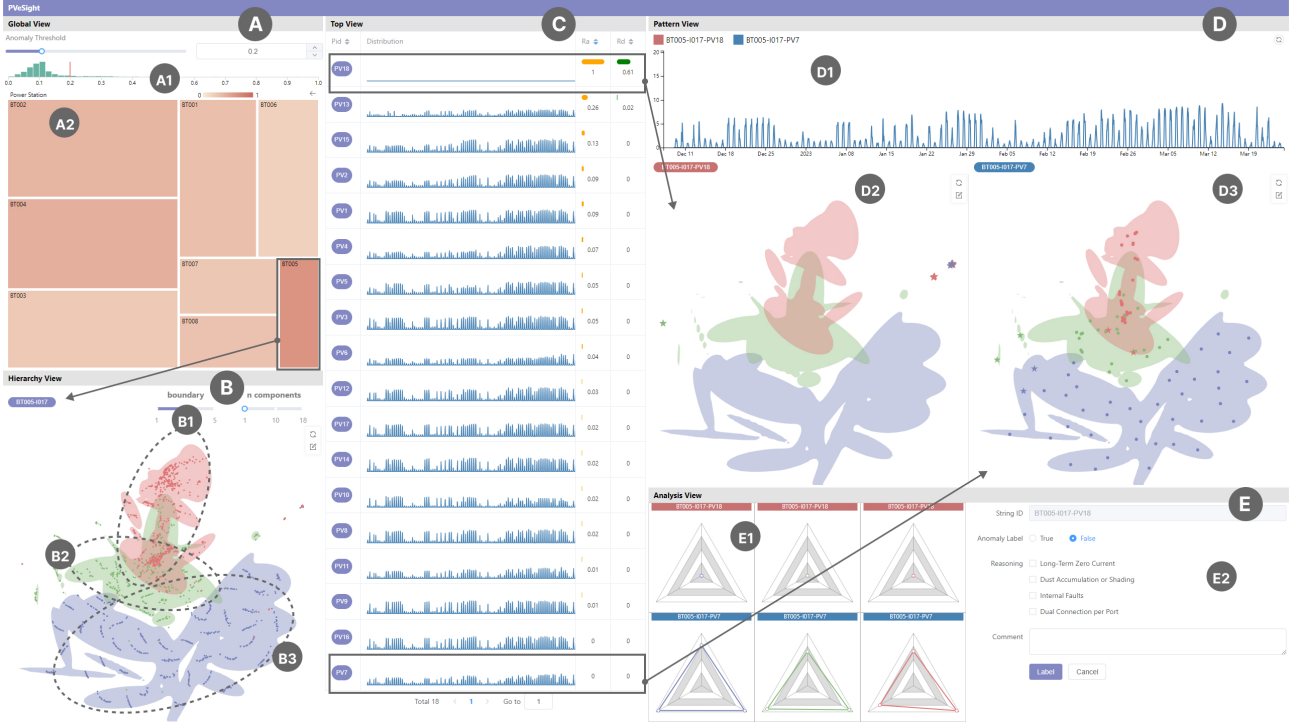 PVeSight
Global View
A
Anomaly Threshold
0.2
A1
0.0 0.1 0.2 0.3 0.4 0.5 0.6 0.7 0.8 0.9 1.0
Power Station
0 1
BT002
A2
BT001
BT006
BT004
BT007
BT005
BT003
BT008
Hierarchy View
B
BT005-I017
boundary
n components
1 5
1 10 18
B1
B2
B3
Top View
C
Pid Distribution Ra Rd
PV18 1 0.61
PV13 0.26 0.02
PV15 0.13 0
PV2 0.09 0
PV1 0.09 0
PV4 0.07 0
PV5 0.05 0
PV3 0.05 0
PV6 0.04 0
PV12 0.03 0
PV17 0.02 0
PV14 0.02 0
PV10 0.02 0
PV8 0.02 0
PV11 0.01 0
PV9 0.01 0
PV16 0 0
PV7 0 0
Total 18 1 Go to 1
Pattern View
D
BT005-I017-PV18 BT005-I017-PV7
D1
20
15
10
5
0
Dec 11 Dec 18 Dec 25 2023 Jan 08 Jan 15 Jan 22 Jan 29 Feb 05 Feb 12 Feb 19 Feb 26 Mar 05 Mar 12 Mar 19
BT005-I017-PV18
BT005-I017-PV7
D2
D3
Analysis View
BT005-I017-PV18 BT005-I017-PV18 BT005-I017-PV18
E1
BT005-I017-PV7 BT005-I017-PV7 BT005-I017-PV7
E
String ID BT005-I017-PV18
Anomaly Label True False
Reasoning Long-Term Zero Current
Dust Accumulation or Shading
Internal Faults
Dual Connection per Port
E2
Comment
Label Cancel